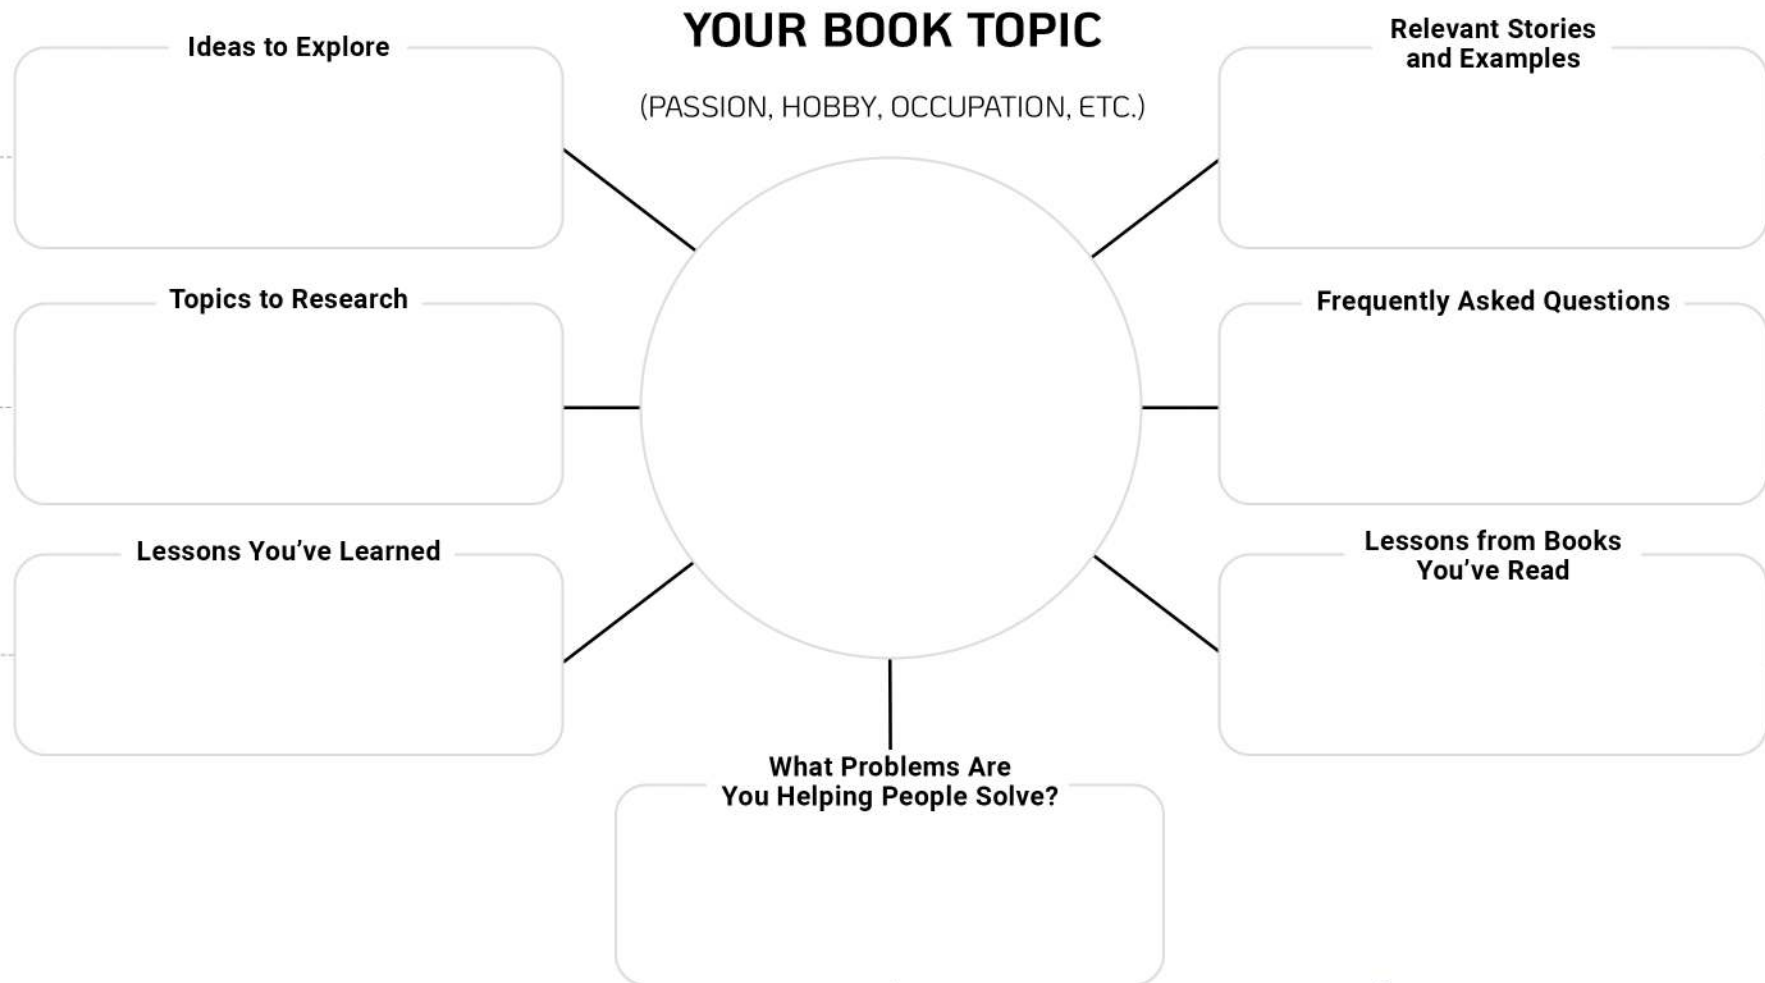 YOUR BOOK TOPIC
(PASSION, HOBBY, OCCUPATION, ETC.)
Ideas to Explore
Topics to Research
Lessons You’ve Learned
Relevant Stories
and Examples
Frequently Asked Questions
Lessons from Books
You’ve Read
What Problems Are
You Helping People Solve?